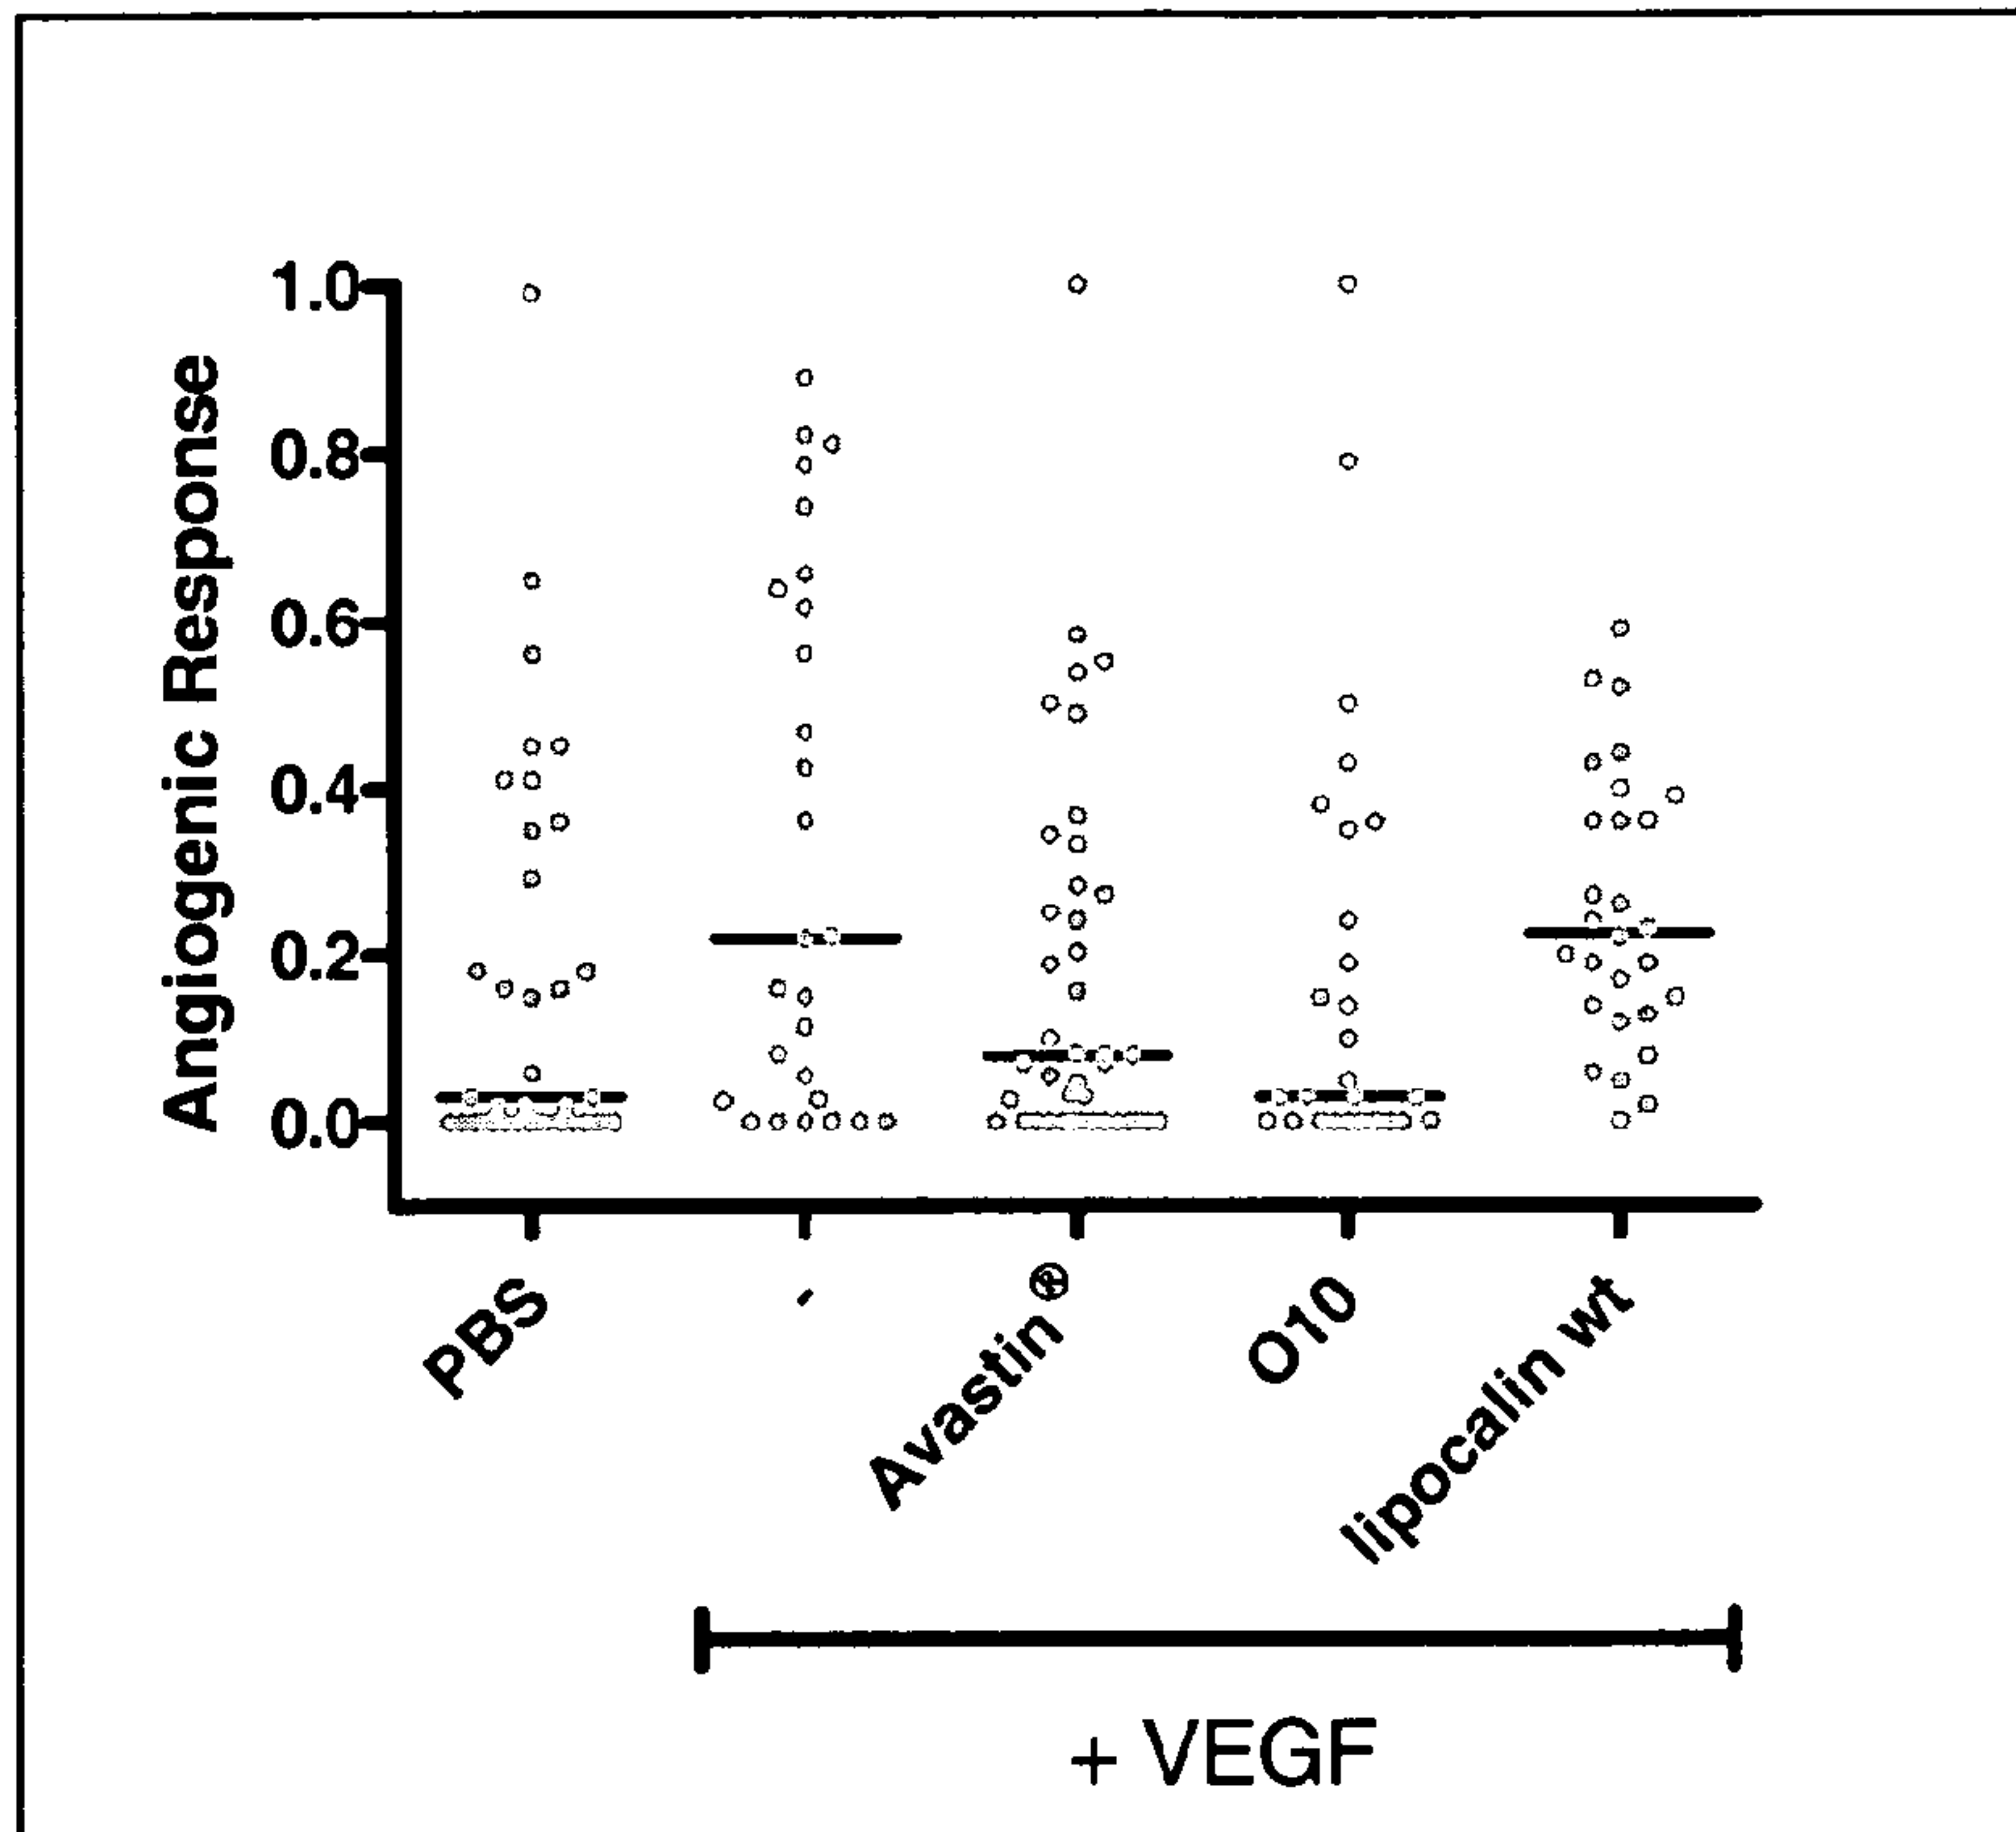 Angiogenic Response
1.0
0.8
0.6
0.4
0.2
0.0
PBS
-
Avastin ®
O10
lipocalin wt
+ VEGF